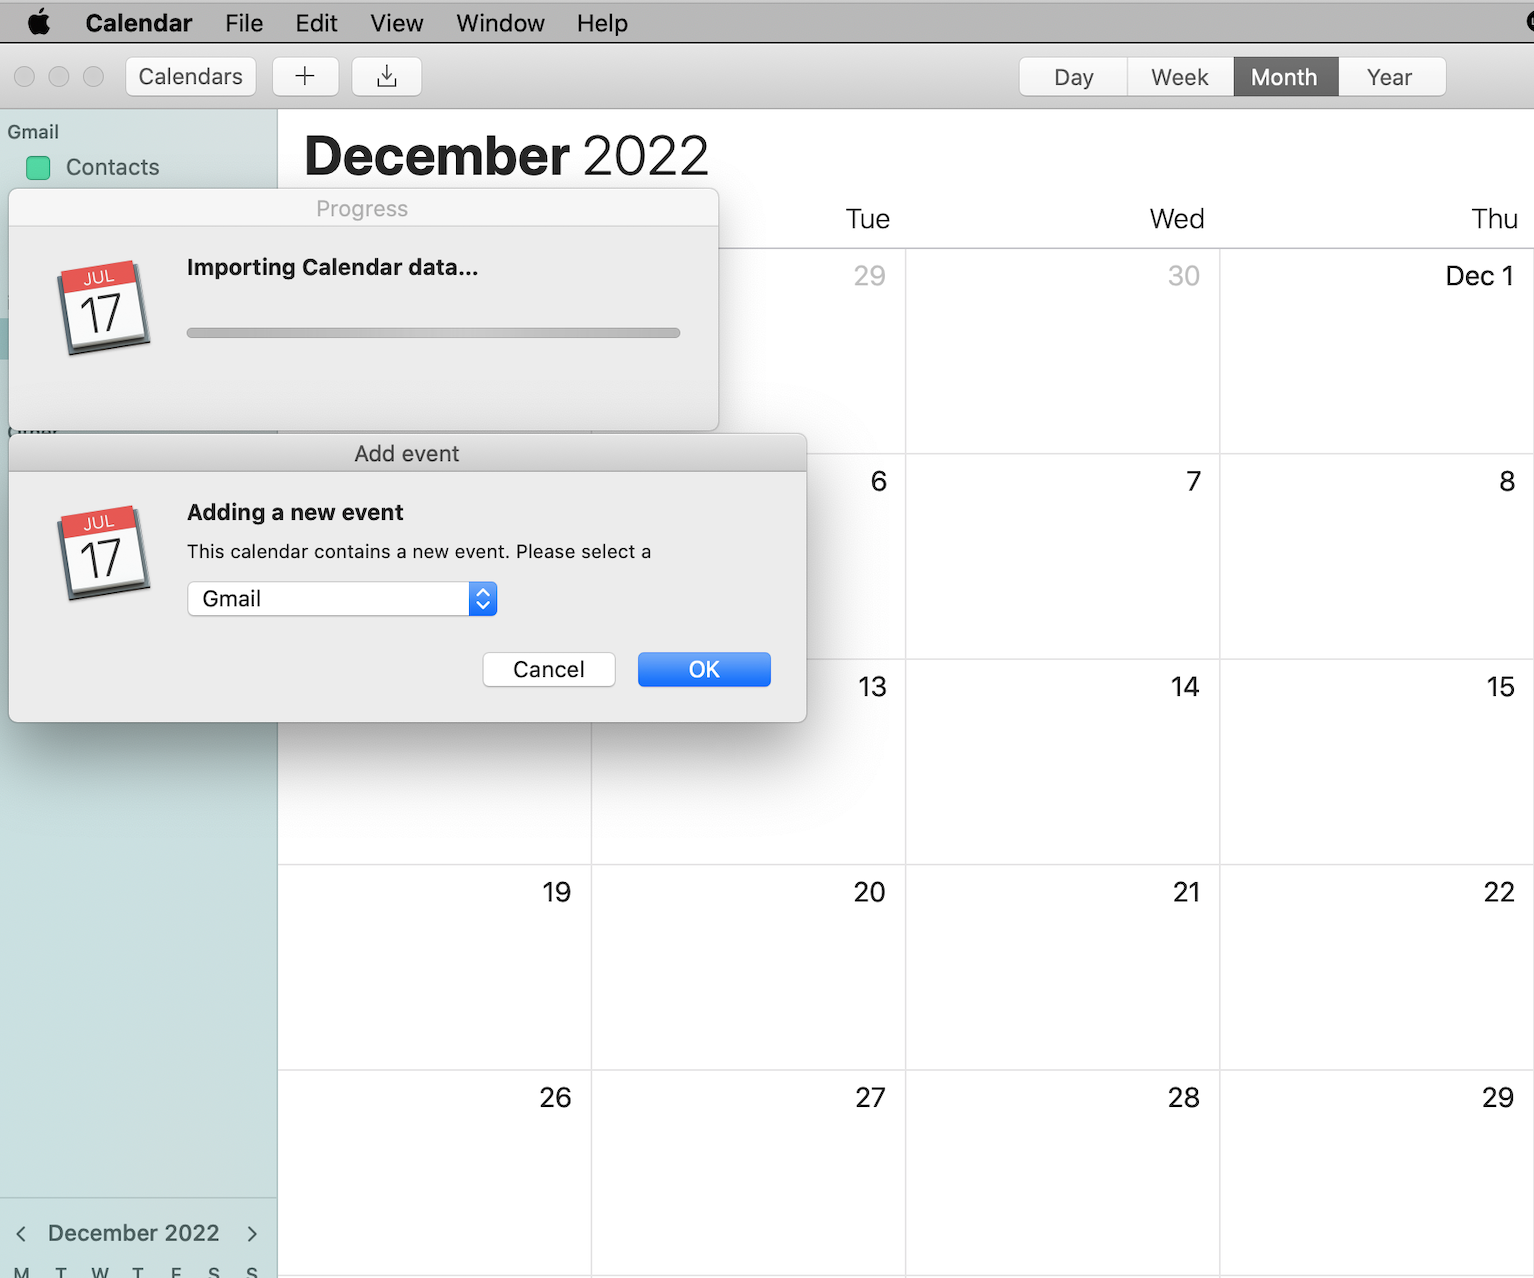 Calendar File Edit View Window Help
Calendars + Day Week Month Year
Gmail
Contacts
December 2022
Tue Wed Thu
Progress
Importing Calendar data...
JUL
17
29 30 Dec 1
Other
Add event
Adding a new event
This calendar contains a new event. Please select a
JUL
17
Gmail
Cancel OK
6 7 8
13 14 15
19 20 21 22
26 27 28 29
< December 2022 >
M T W T F S S